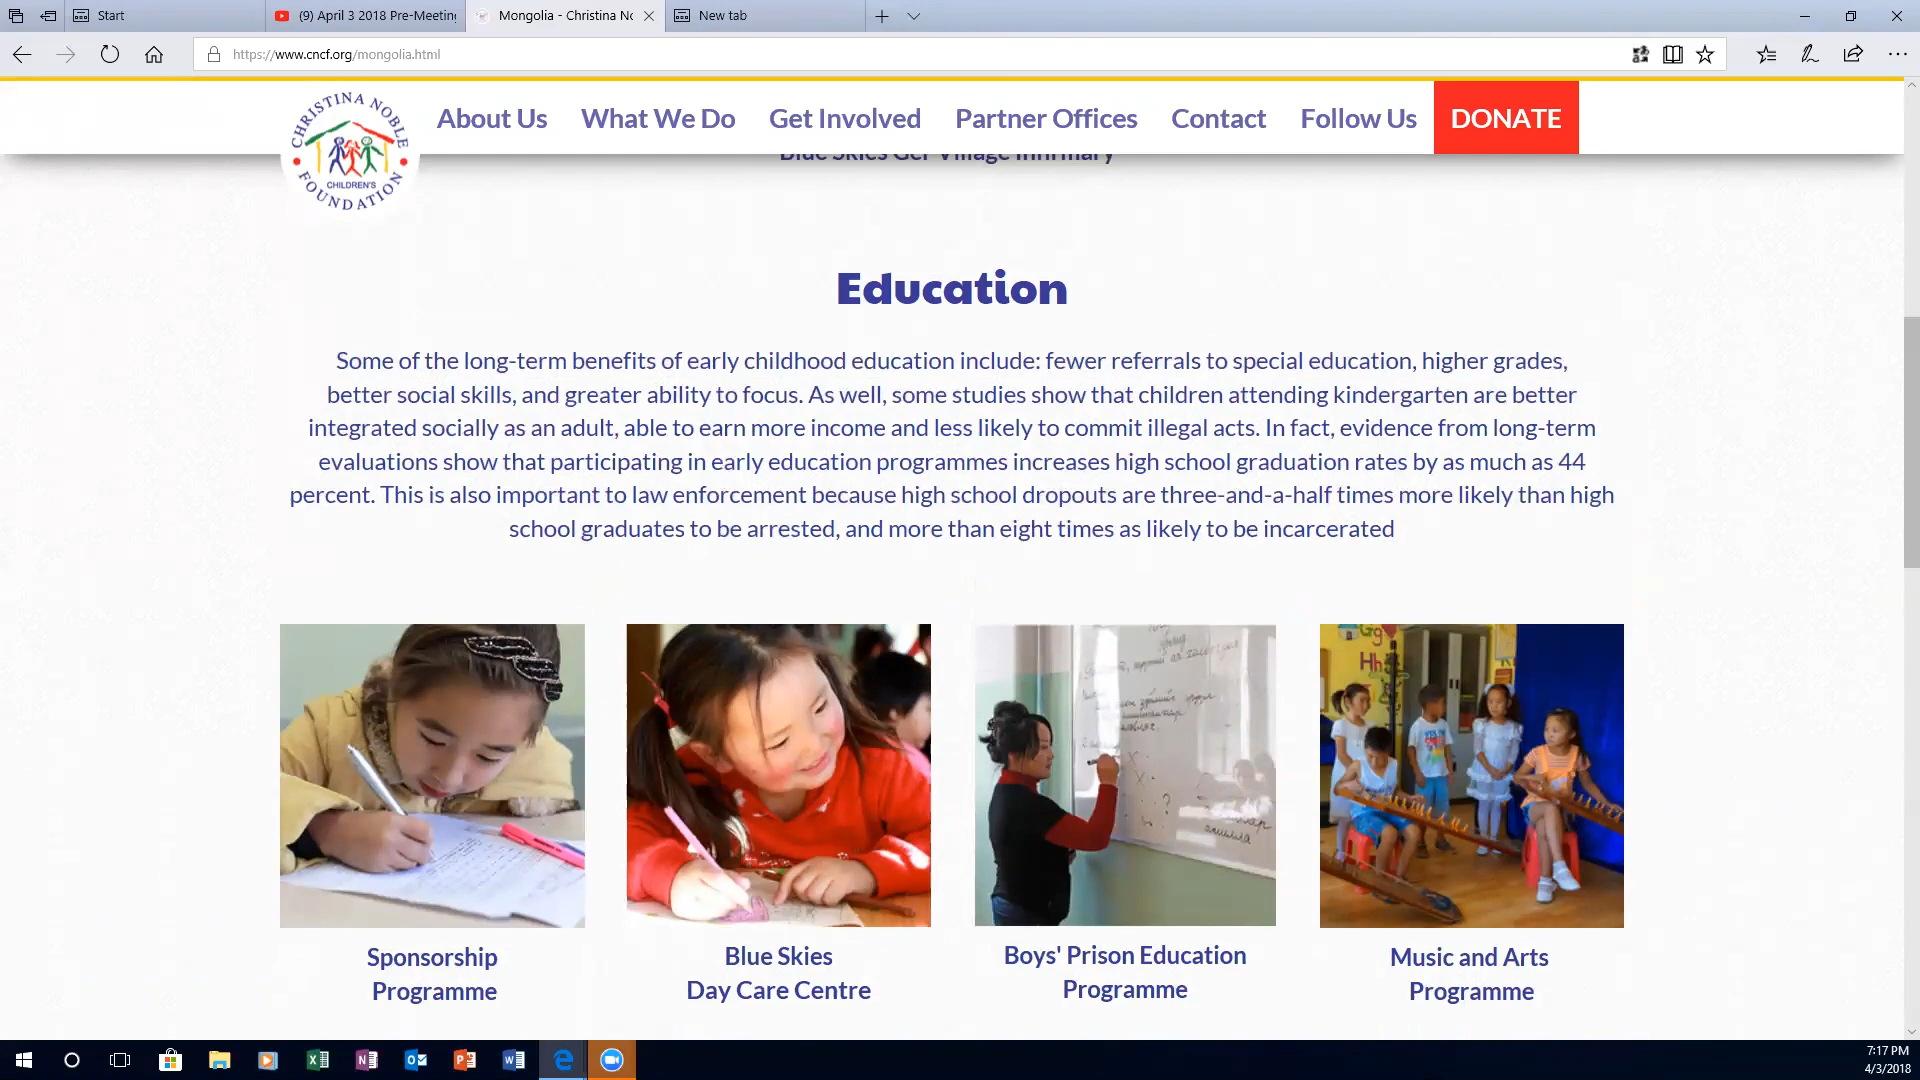 Start
(9) April 3 2018 Pre-Meeting
Mongolia - Christina No
New tab
https://www.cncf.org/mongolia.html
CHRISTINA NOBLE
CHILDREN'S
FOUNDATION
About Us
What We Do
Get Involved
Partner Offices
Contact
Follow Us
DONATE
Blue Skies Ger Village Infirmary
Education
Some of the long-term benefits of early childhood education include: fewer referrals to special education, higher grades,
better social skills, and greater ability to focus. As well, some studies show that children attending kindergarten are better
integrated socially as an adult, able to earn more income and less likely to commit illegal acts. In fact, evidence from long-term
evaluations show that participating in early education programmes increases high school graduation rates by as much as 44
percent. This is also important to law enforcement because high school dropouts are three-and-a-half times more likely than high
school graduates to be arrested, and more than eight times as likely to be incarcerated
Gg
Hh
Sponsorship
Programme
Blue Skies
Day Care Centre
Boys' Prison Education
Programme
Music and Arts
Programme
7:17 PM
4/3/2018